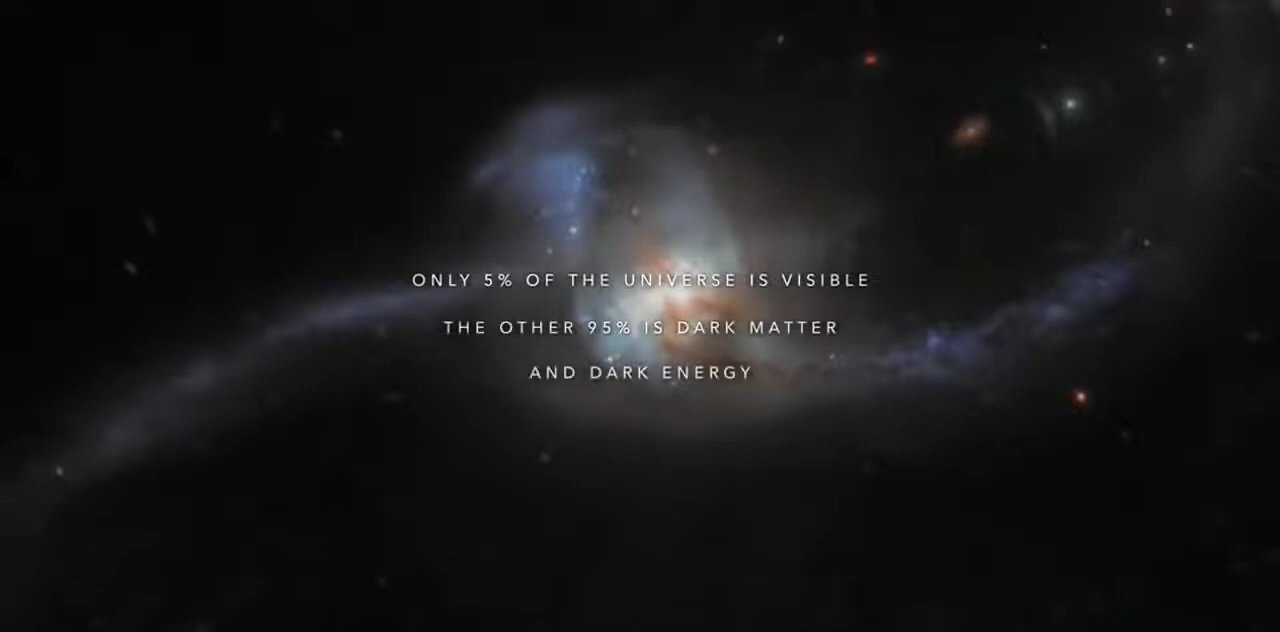 ONLY 5% OF THE UNIVERSE IS VISIBLE
THE OTHER 95% IS DARK MATTER
AND DARK ENERGY